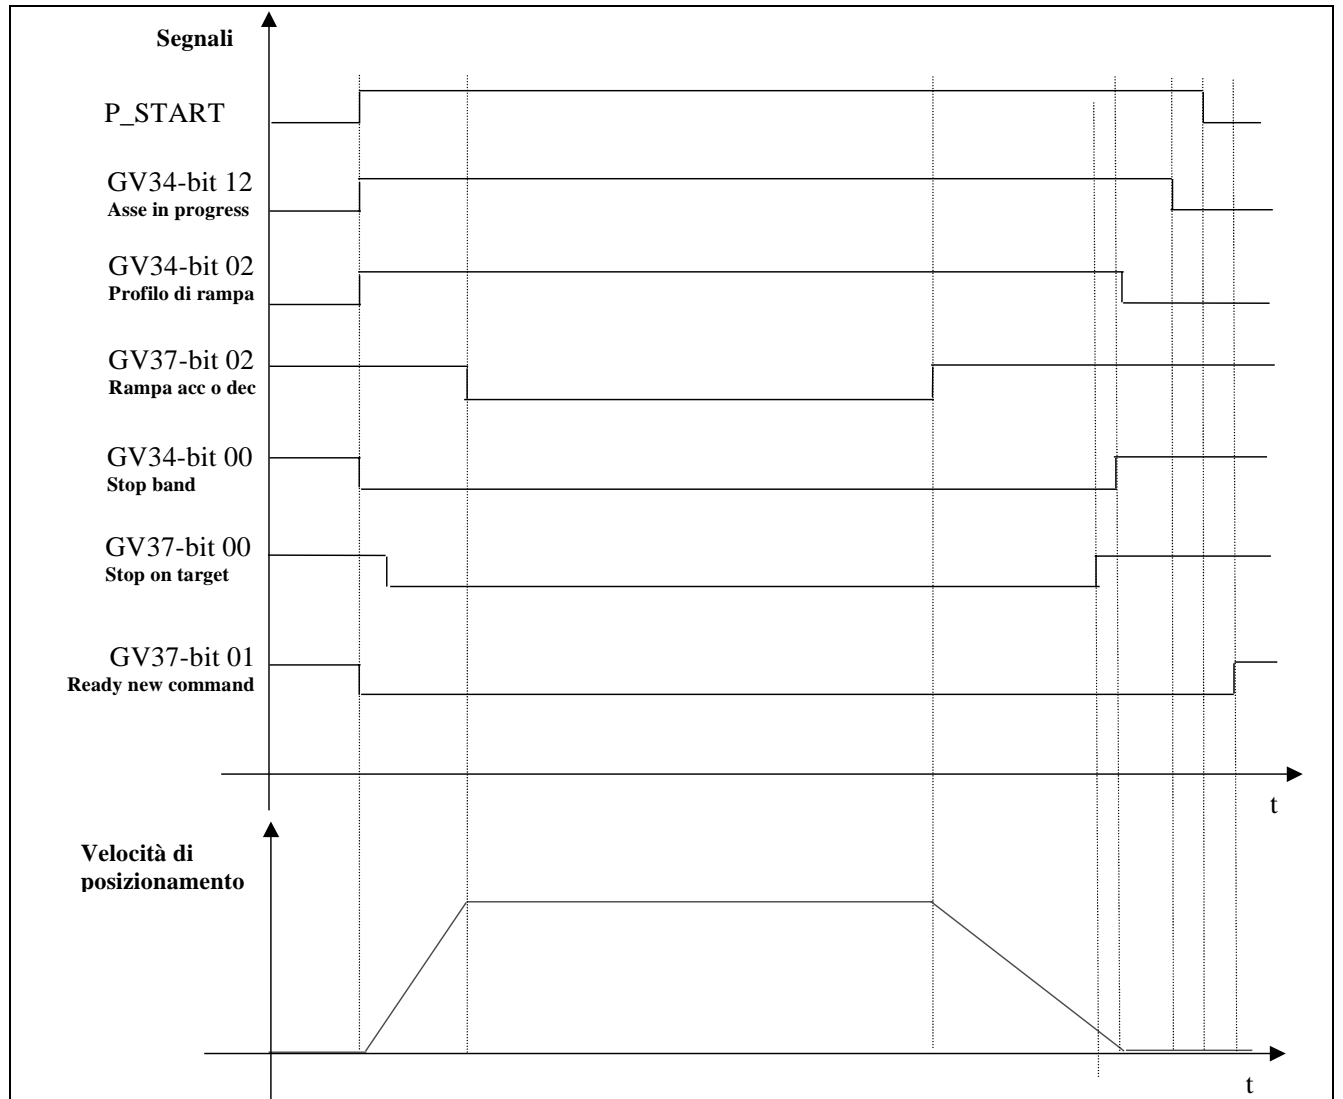 Segnali
P_START
GV34-bit 12
Asse in progress
GV34-bit 02
Profilo di rampa
GV37-bit 02
Rampa acc o dec
GV34-bit 00
Stop band
GV37-bit 00
Stop on target
GV37-bit 01
Ready new command
t
Velocità di
posizionamento
t